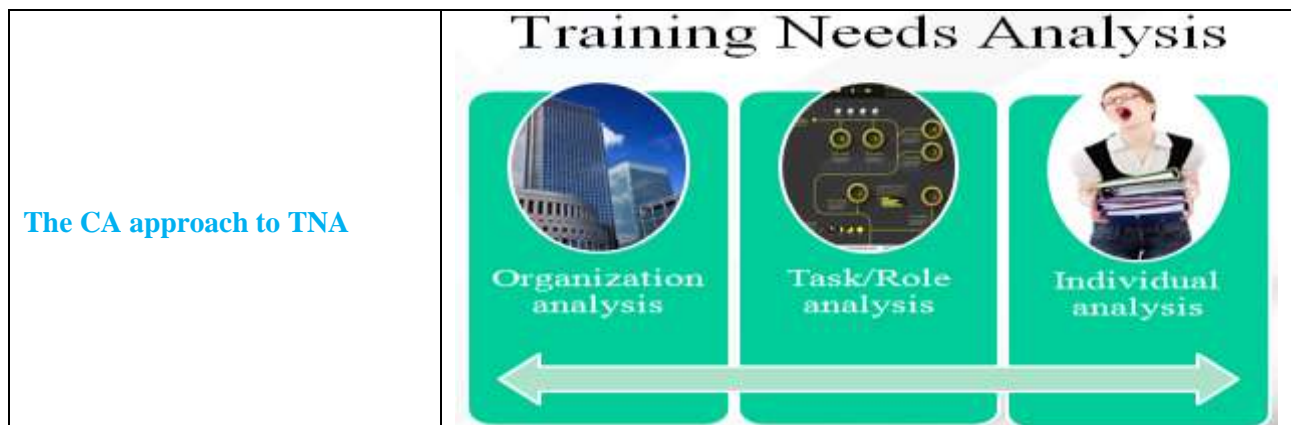 The CA approach to TNA
Training Needs Analysis
Organization
analysis
Task/Role
analysis
Individual
analysis